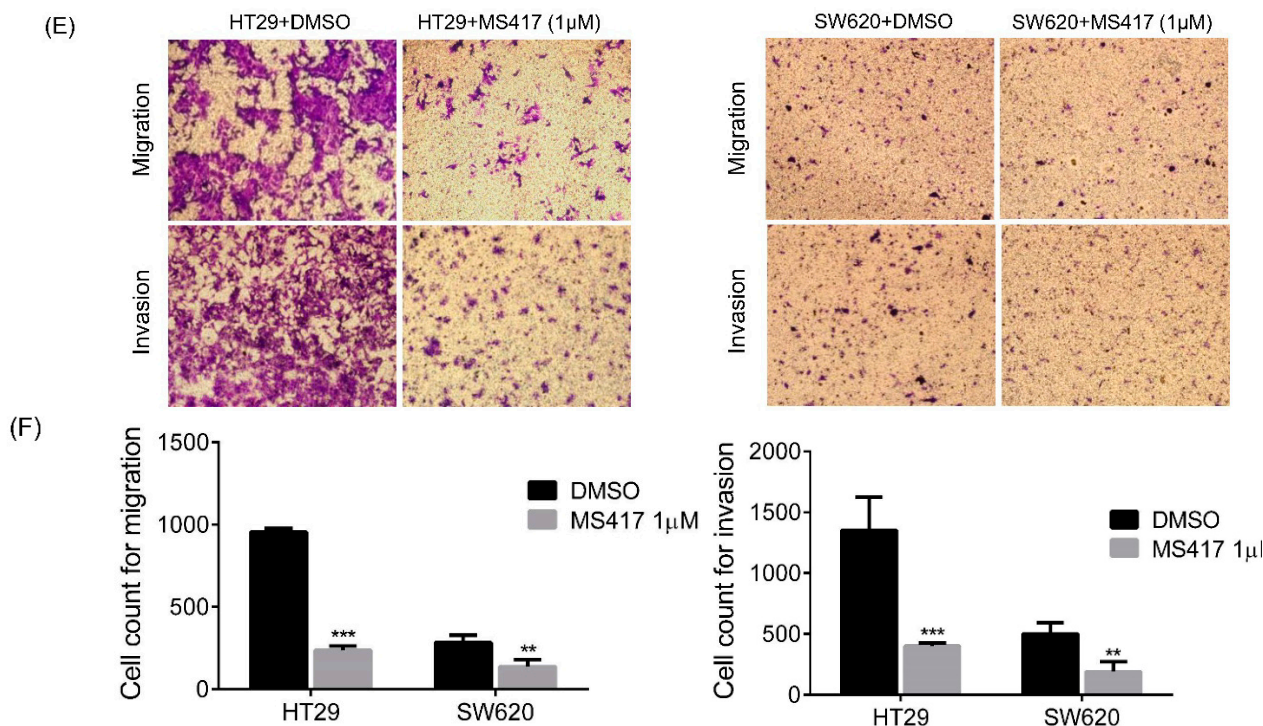 (E)
HT29+DMSO HT29+MS417 (1μM) SW620+DMSO SW620+MS417 (1μM)
Migration Migration
Invasion Invasion
(F)
Cell count for migration
1500
1000
500
0
DMSO
MS417 1μM
***
**
HT29 SW620
Cell count for invasion
2000
1500
1000
500
0
DMSO
MS417 1μ
***
**
HT29 SW620